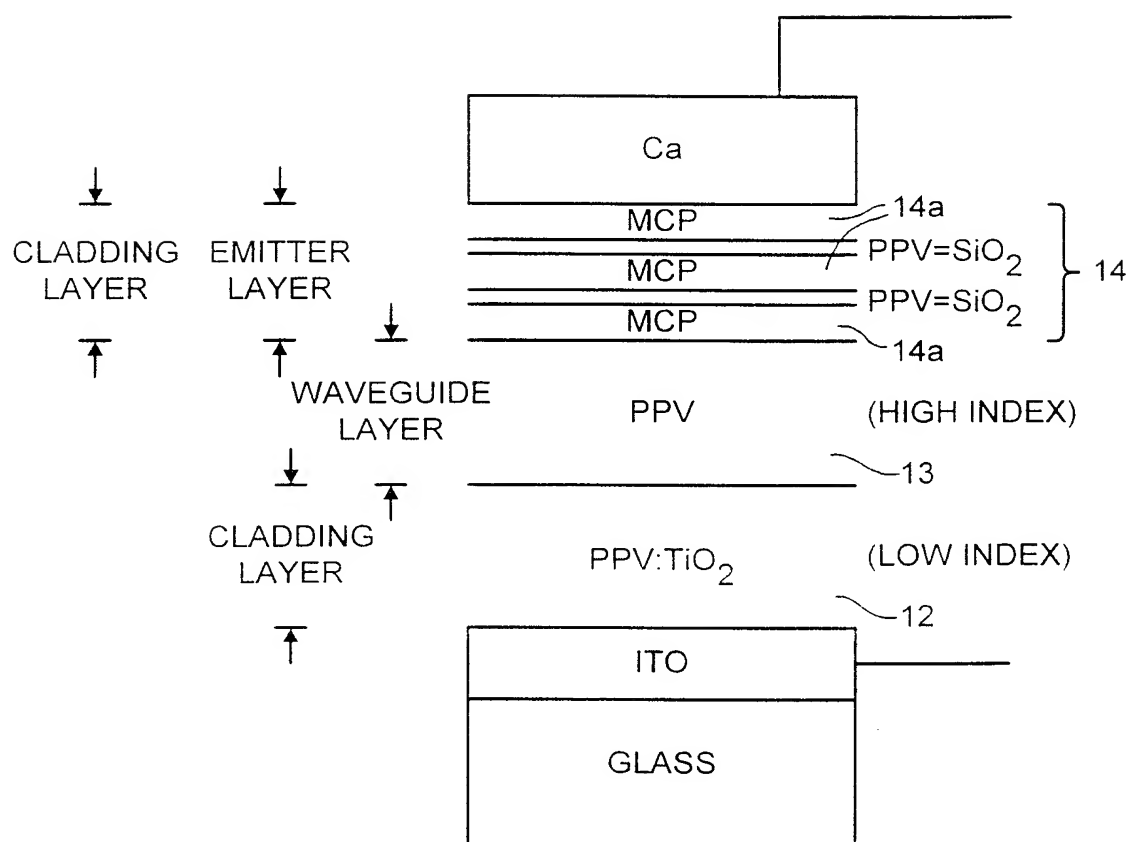 Ca
MCP
14a
CLADDING
LAYER
EMITTER
LAYER
PPV=SiO2
MCP
14
PPV=SiO2
MCP
14a
WAVEGUIDE
LAYER
PPV
(HIGH INDEX)
13
CLADDING
LAYER
PPV:TiO2
(LOW INDEX)
12
ITO
GLASS